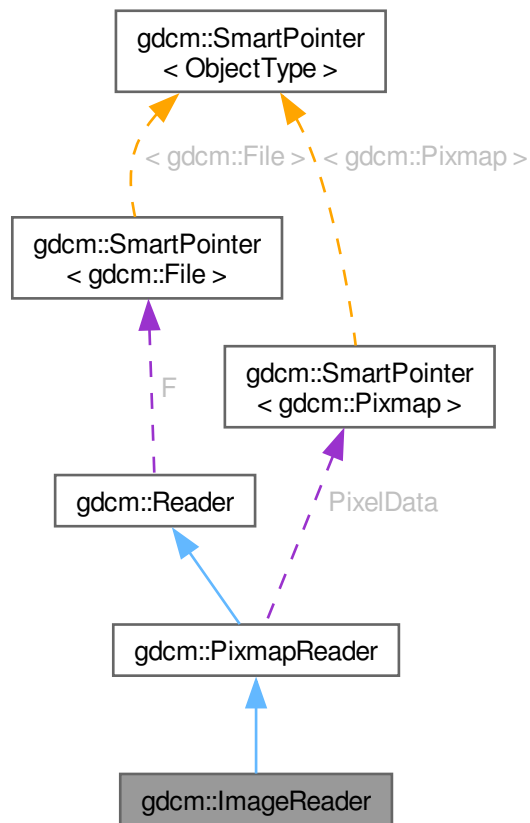 gdcm::SmartPointer
< ObjectType >
< gdcm::File >
< gdcm::Pixmap >
gdcm::SmartPointer
< gdcm::File >
gdcm::SmartPointer
< gdcm::Pixmap >
F
gdcm::Reader
PixelData
gdcm::PixmapReader
gdcm::ImageReader